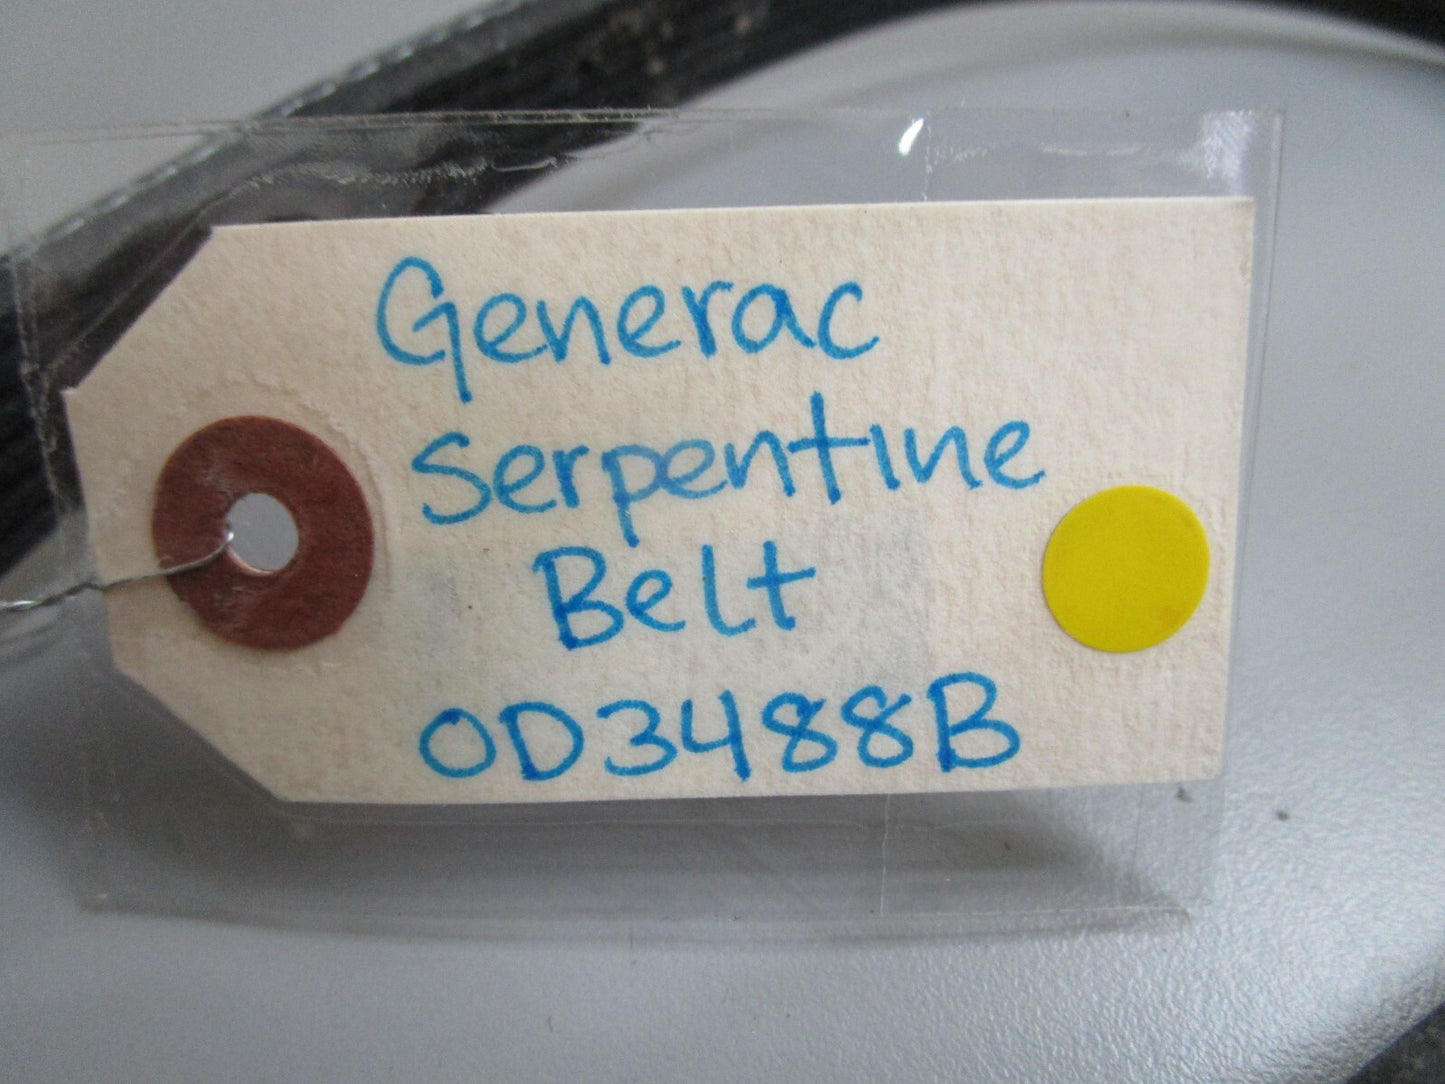 Generac
Serpentine
Belt
0D3488B